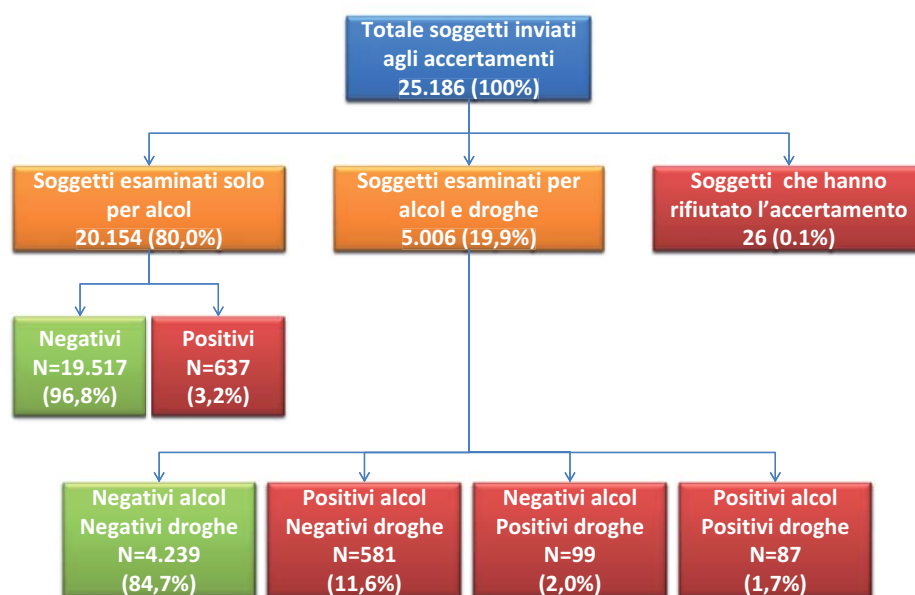 Totale soggetti inviati
agli accertamenti
25.186 (100%)
Soggetti esaminati solo
per alcol
20.154 (80,0%)
Soggetti esaminati per
alcol e droghe
5.006 (19,9%)
Soggetti che hanno
rifiutato l’accertamento
26 (0.1%)
Negativi
N=19.517
(96,8%)
Positivi
N=637
(3,2%)
Negativi alcol
Negativi droghe
N=4.239
(84,7%)
Positivi alcol
Negativi droghe
N=581
(11,6%)
Negativi alcol
Positivi droghe
N=99
(2,0%)
Positivi alcol
Positivi droghe
N=87
(1,7%)